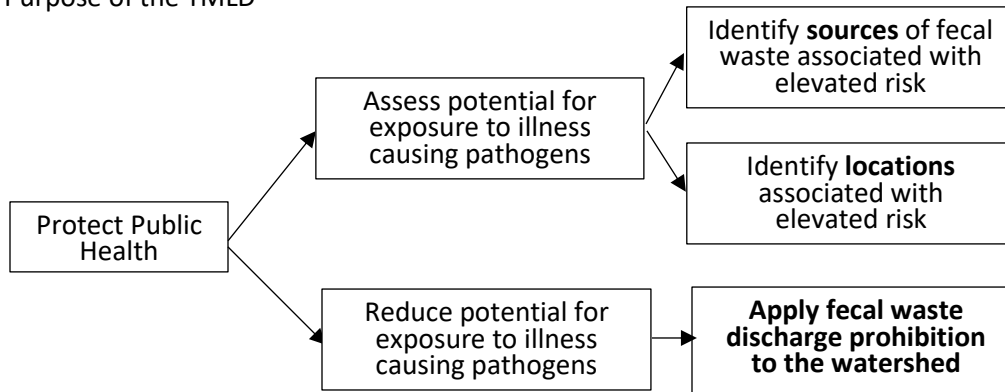 Purpose of the TMLD
Identify sources of fecal
waste associated with
elevated risk
Assess potential for
exposure to illness
causing pathogens
Identify locations
associated with
elevated risk
Protect Public
Health
Reduce potential for
exposure to illness
causing pathogens
Apply fecal waste
discharge prohibition
to the watershed